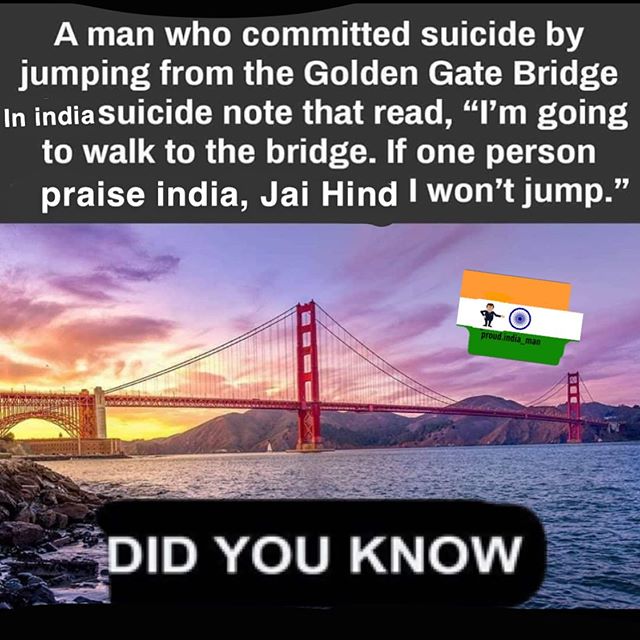 A man who committed suicide by
jumping from the Golden Gate Bridge
In india suicide note that read, “I’m going
to walk to the bridge. If one person
praise india, Jai Hind I won’t jump.”
proud.india_man
DID YOU KNOW